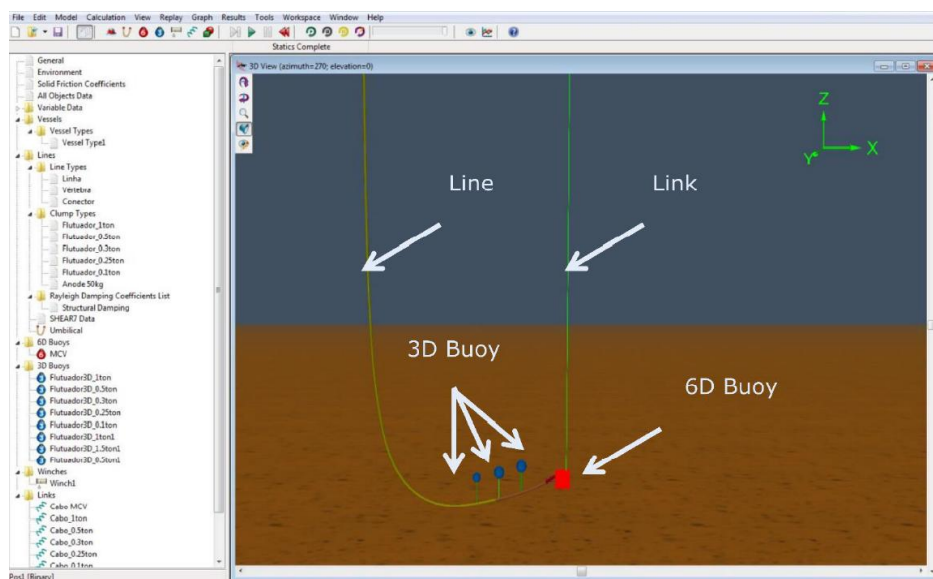 File Edit Model Calculation View Replay Graph Results Tools Workspace Window Help
Statics Complete
General
Environment
Solid Friction Coefficients
All Objects Data
Variable Data
Vessels
Vessel Types
Vessel Type1
Lines
Line Types
Linha
Vertebra
Conector
Clump Types
Flutuador_1ton
Flutuador_0.5ton
Flutuador_0.3ton
Flutuador_0.25ton
Flutuador_0.1ton
Anode 50kg
Rayleigh Damping Coefficients List
Structural Damping
SHEAR7 Data
Umbilical
6D Buoys
MCV
3D Buoys
Flutuador3D_1ton
Flutuador3D_0.5ton
Flutuador3D_0.3ton
Flutuador3D_0.25ton
Flutuador3D_0.1ton
Flutuador3D_1ton1
Flutuador3D_1.5ton1
Flutuador3D_0.5ton1
Winches
Winch1
Links
Cabo MCV
Cabo_1ton
Cabo_0.5ton
Cabo_0.3ton
Cabo_0.25ton
Cabo_0.1ton
Pos1 [Binary]
3D View (azimuth=270; elevation=0)
Z
X
Y
Line
Link
3D Buoy
6D Buoy